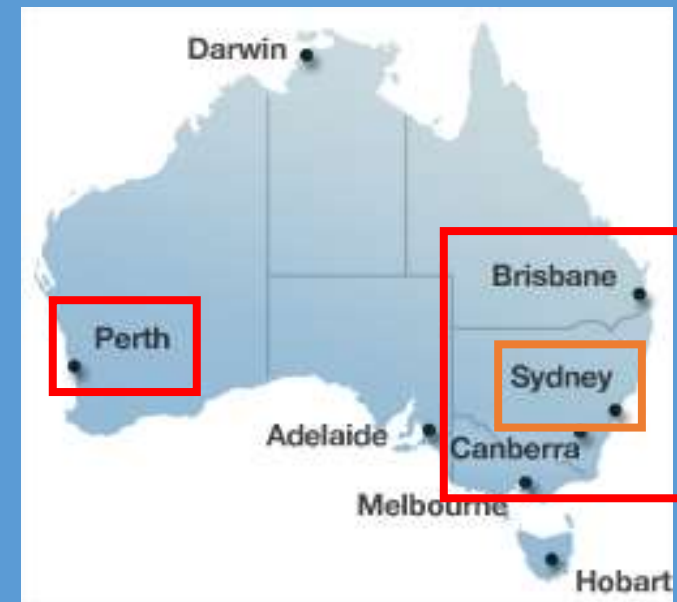 Darwin
Brisbane
Perth
Sydney
Adelaide
Canberra
Melbourne
Hobart